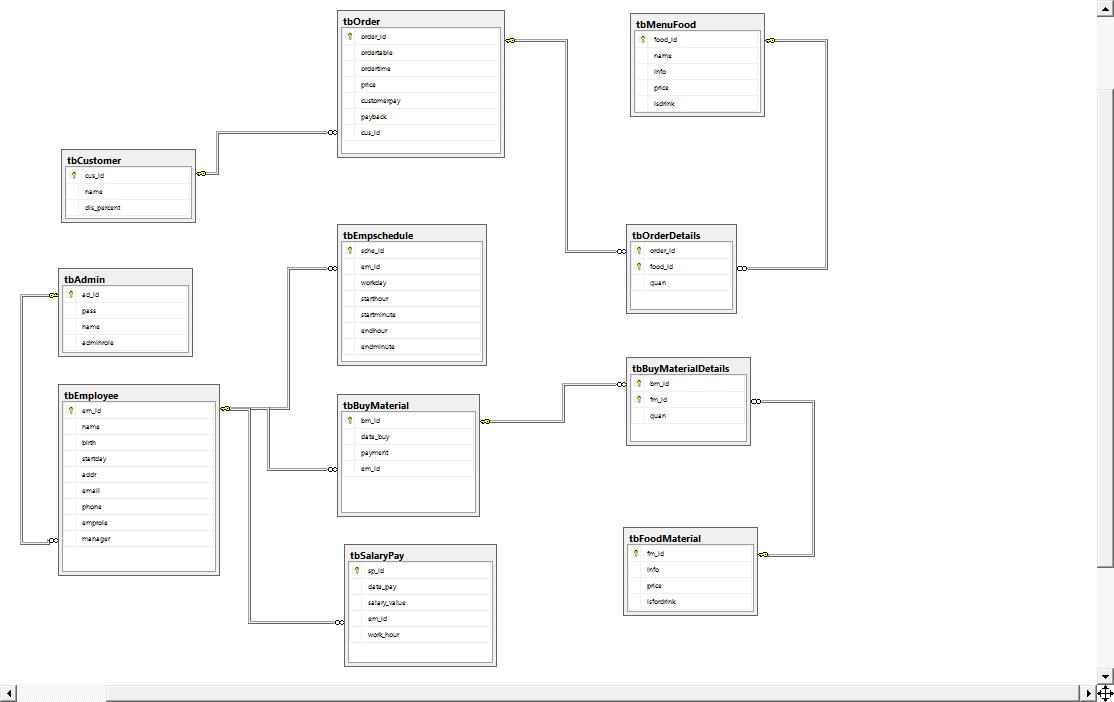 tbOrder
order_id
ordertable
ordertime
price
customerpay
payback
cus_id
tbMenuFood
food_id
name
info
price
isdrink
tbCustomer
cus_id
name
dis_percent
tbEmpschedule
sche_id
em_id
workday
starthour
startminute
endhour
endminute
tbOrderDetails
order_id
food_id
quan
tbAdmin
ad_id
pass
name
adminrole
tbEmployee
em_id
name
birth
startday
addr
email
phone
emprole
manager
tbBuyMaterial
bm_id
date_buy
payment
em_id
tbBuyMaterialDetails
bm_id
fm_id
quan
tbSalaryPay
sp_id
date_pay
salary_value
em_id
work_hour
tbFoodMaterial
fm_id
info
price
isfordrink